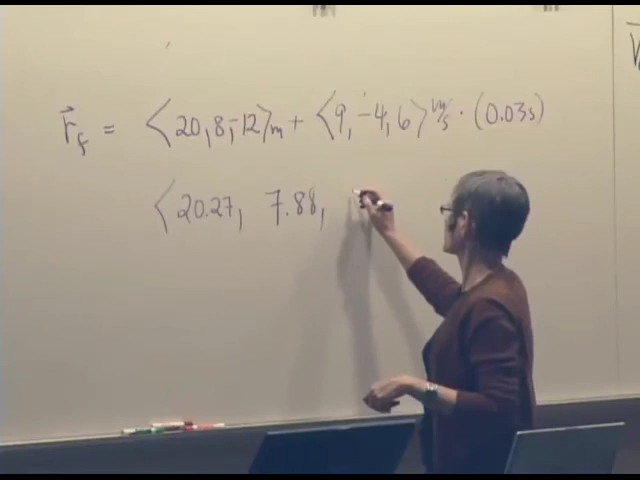 r⃗f = ⟨20, 8, -12⟩m + ⟨9, -4, 6⟩ m/s · (0.03s)
⟨20.27, 7.88,